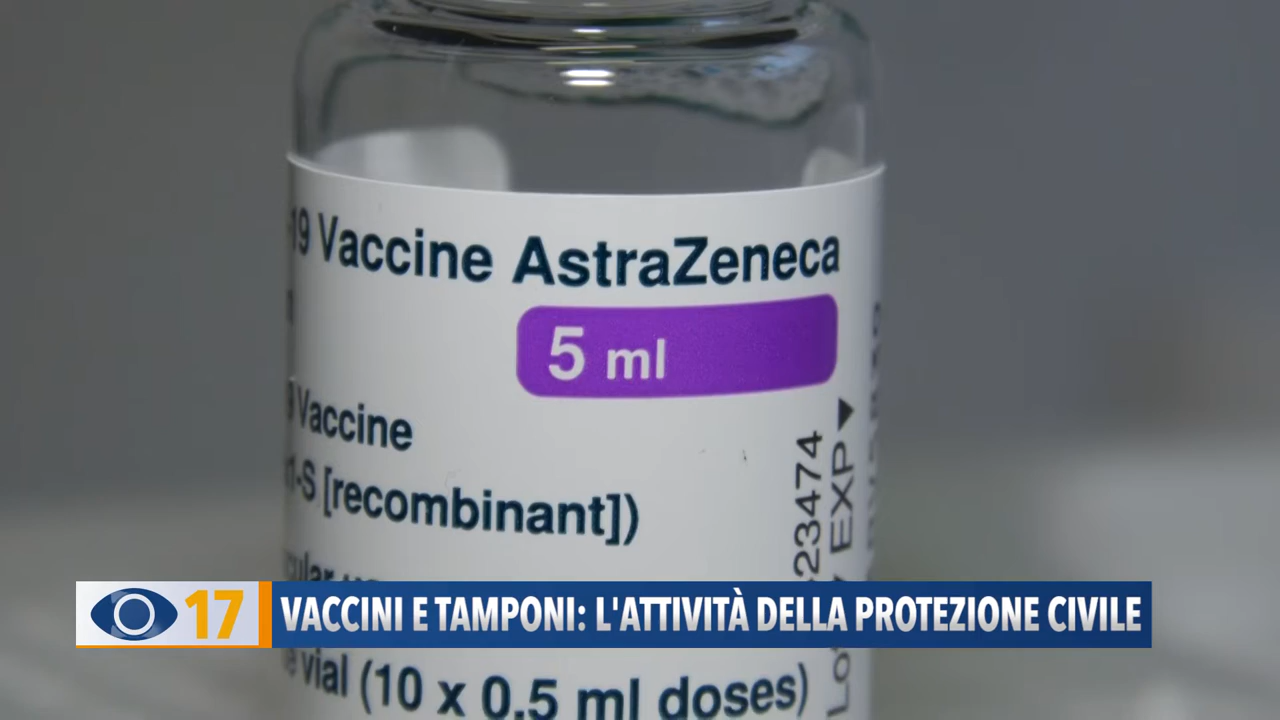 19 Vaccine AstraZeneca
5 ml
Vaccine
-S [recombinant])
vial (10 x 0.5 ml doses)
23474
EXP
17
VACCINI E TAMPONI: L'ATTIVITÀ DELLA PROTEZIONE CIVILE